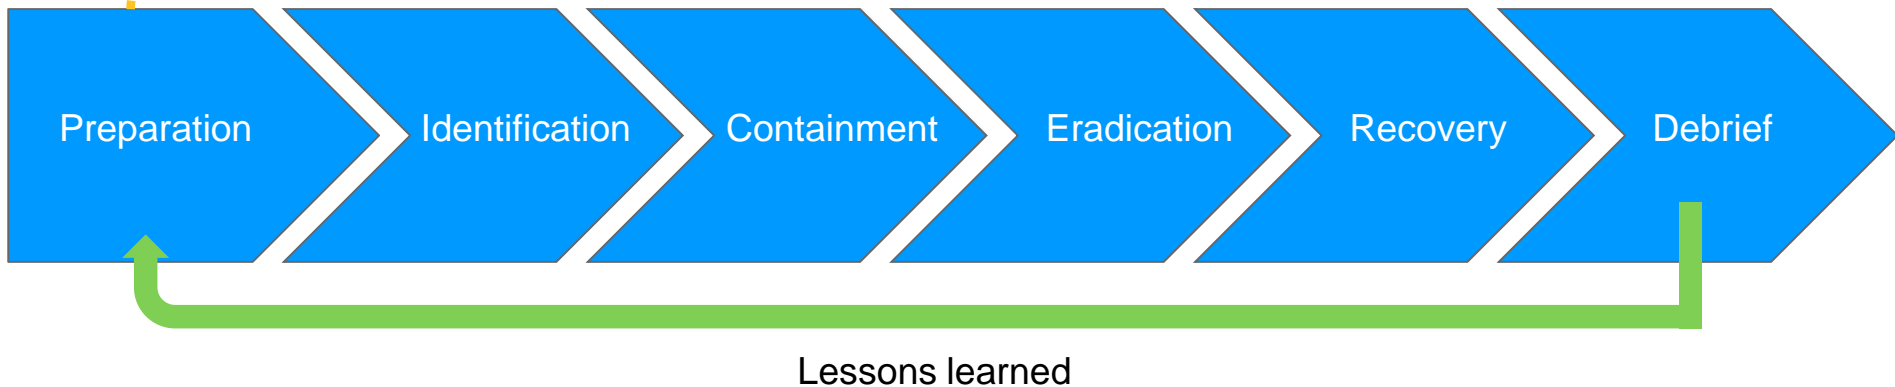 Preparation
Identification
Containment
Eradication
Recovery
Debrief
Lessons learned